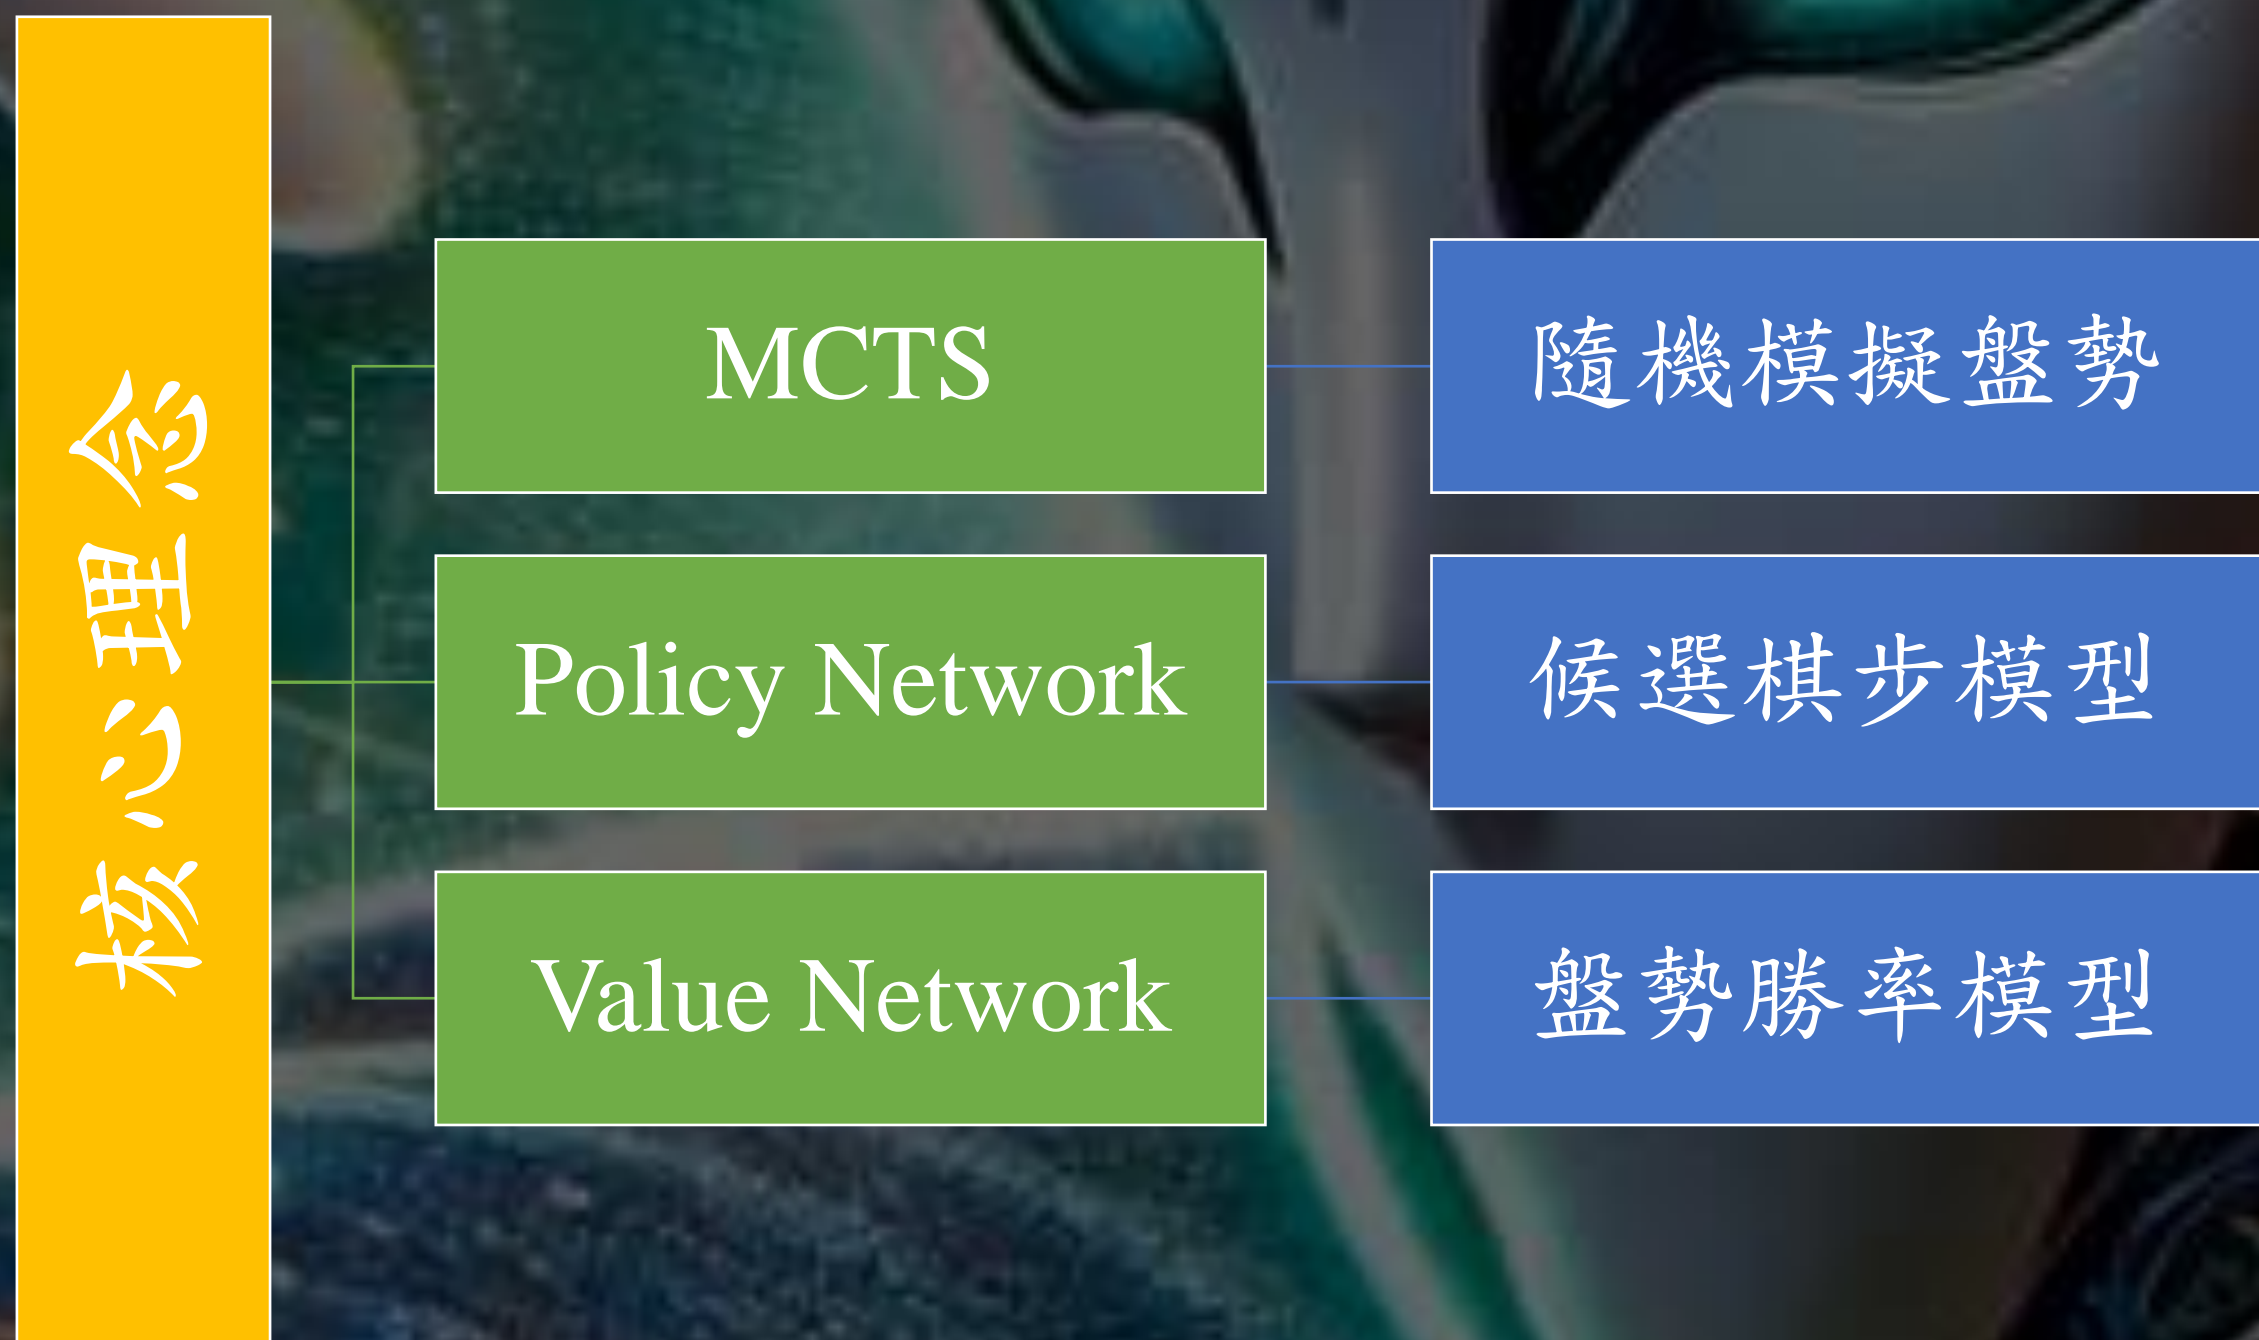 核心理念
MCTS
隨機模擬盤勢
Policy Network
候選棋步模型
Value Network
盤勢勝率模型